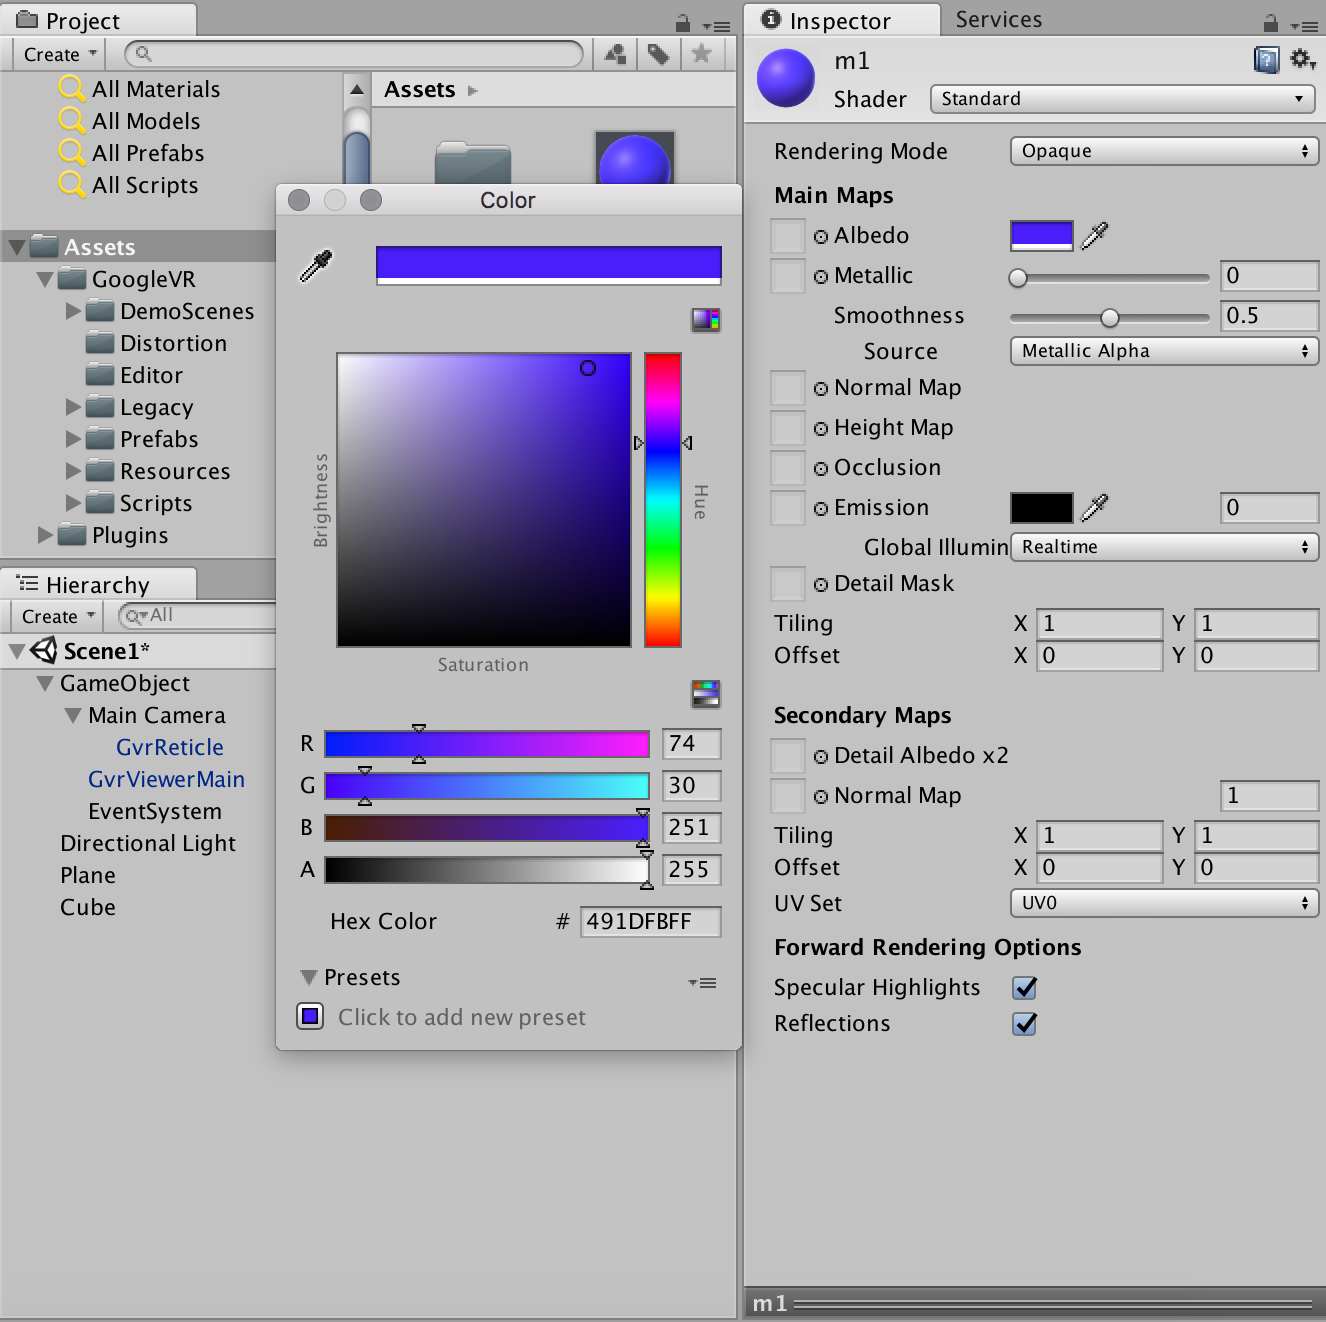 Project
Create
All Materials
All Models
All Prefabs
All Scripts
Assets
GoogleVR
DemoScenes
Distortion
Editor
Legacy
Prefabs
Resources
Scripts
Plugins
Assets
Hierarchy
Create
All
Scene1*
GameObject
Main Camera
GvrReticle
GvrViewerMain
EventSystem
Directional Light
Plane
Cube
Color
Brightness
Hue
Saturation
R 74
G 30
B 251
A 255
Hex Color # 491DFBFF
Presets
Click to add new preset
Inspector Services
m1
Shader Standard
Rendering Mode Opaque
Main Maps
Albedo
Metallic 0
Smoothness 0.5
Source Metallic Alpha
Normal Map
Height Map
Occlusion
Emission 0
Global Illumin Realtime
Detail Mask
Tiling X 1 Y 1
Offset X 0 Y 0
Secondary Maps
Detail Albedo x2
Normal Map 1
Tiling X 1 Y 1
Offset X 0 Y 0
UV Set UV0
Forward Rendering Options
Specular Highlights
Reflections
m1